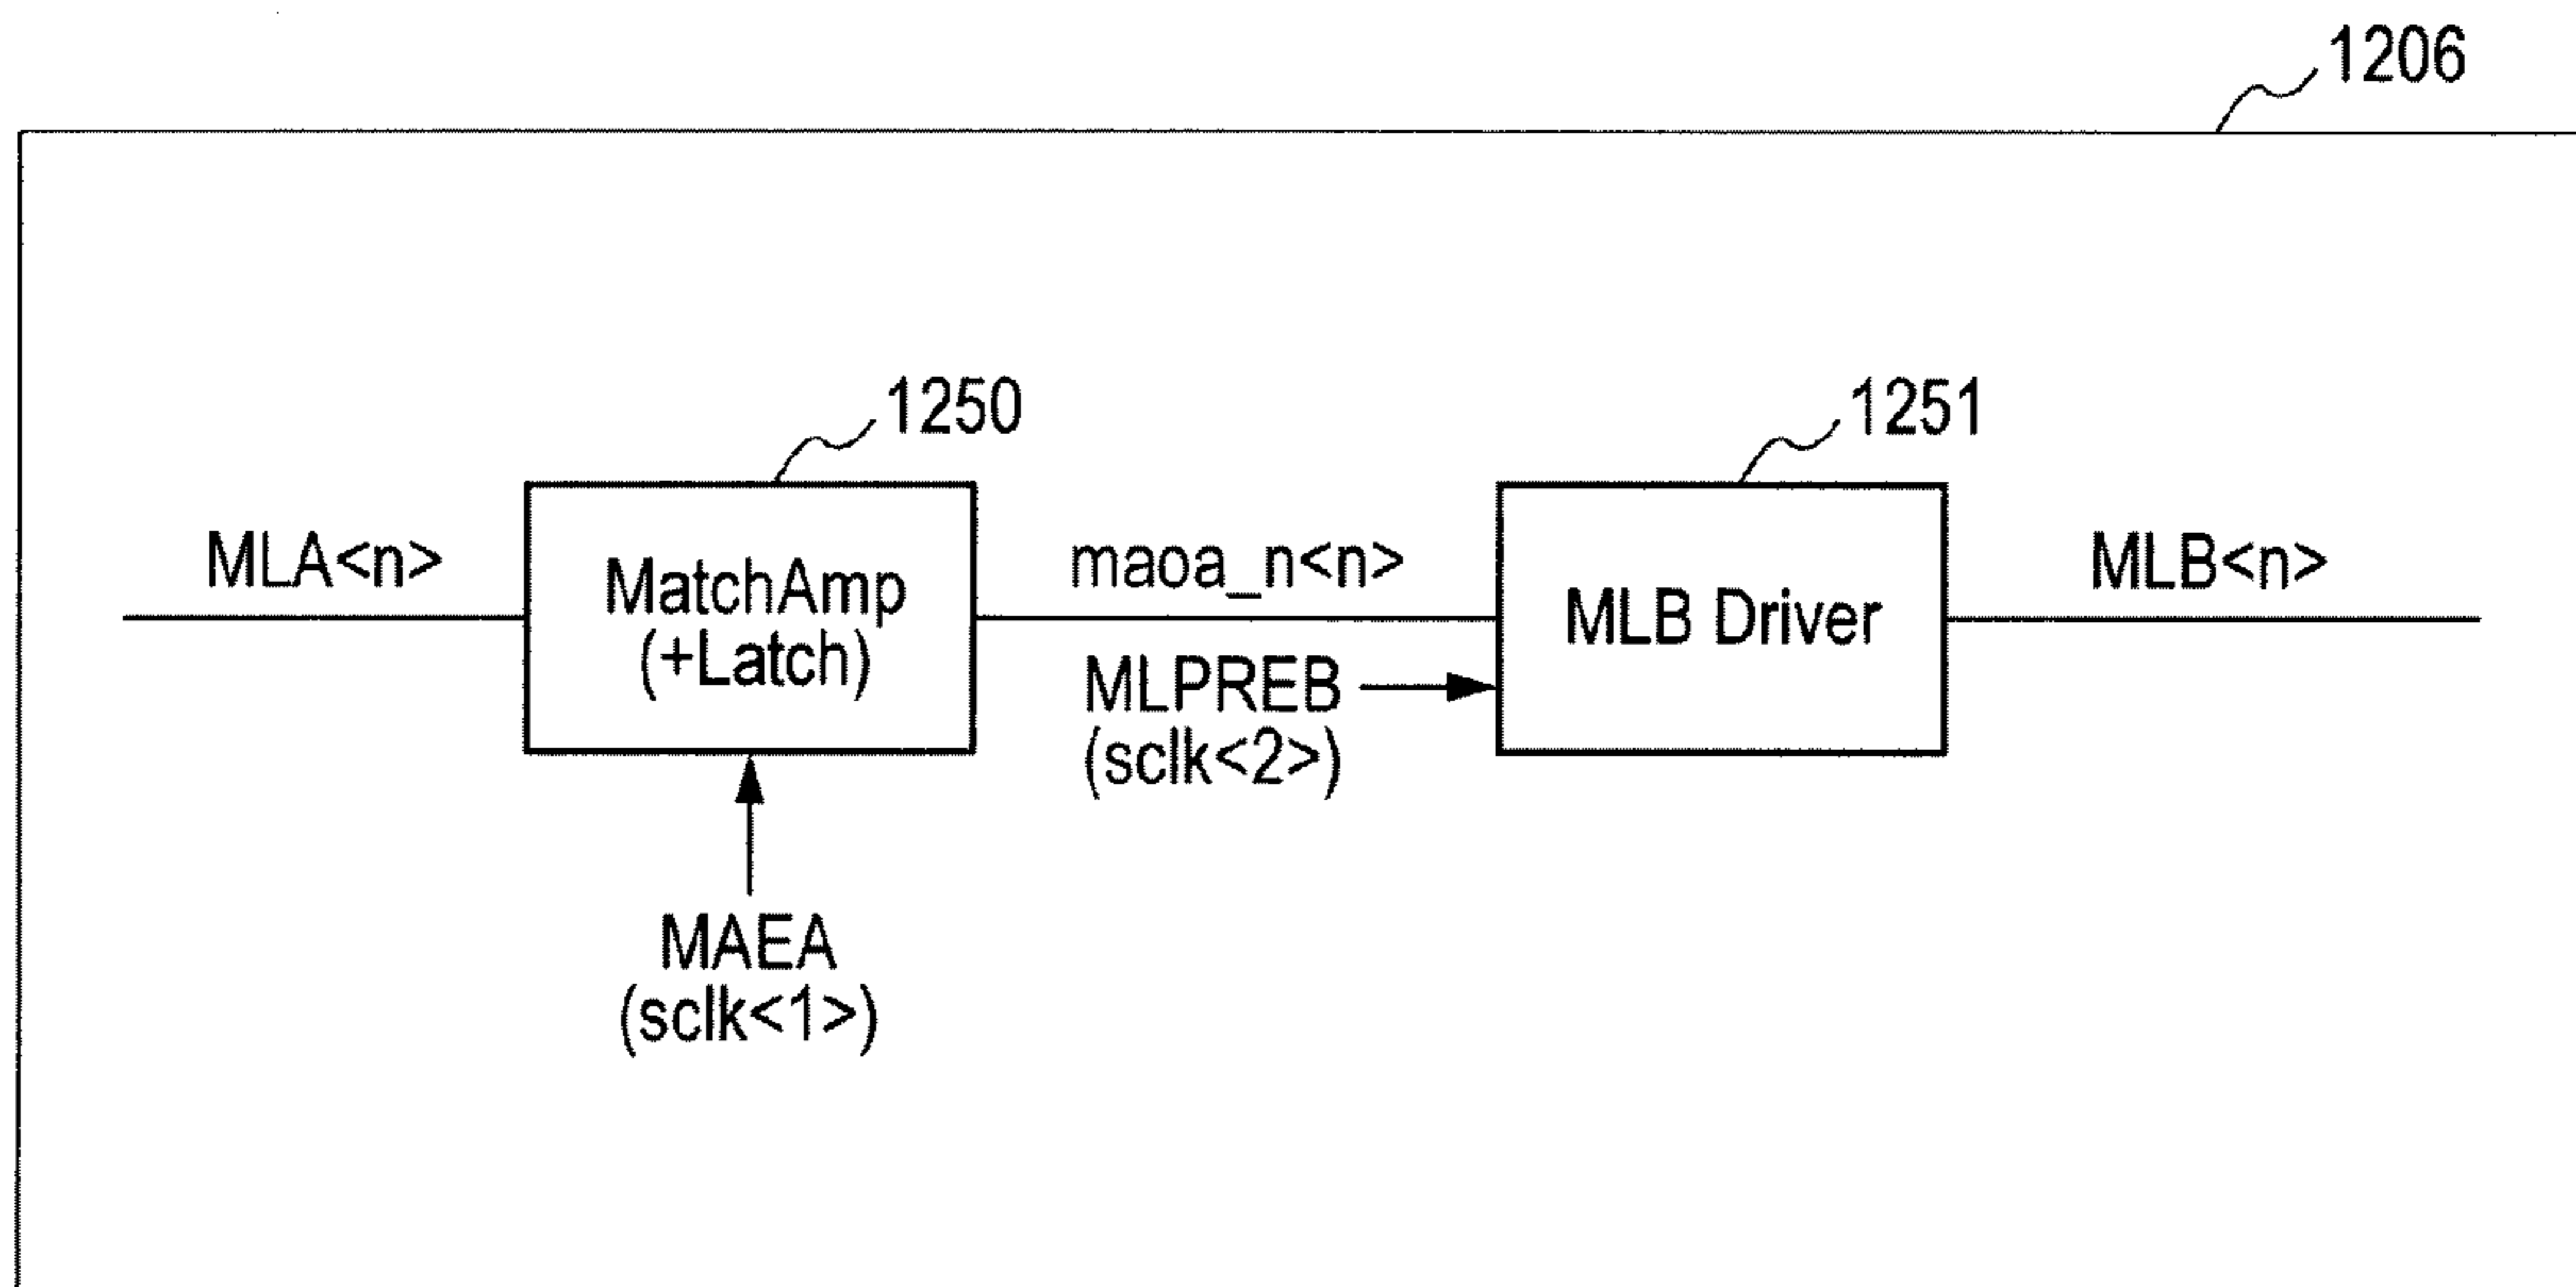 1206
1250
1251
MLA<n>
MatchAmp
(+Latch)
maoa_n<n>
MLPREB
(sclk<2>)
MLB Driver
MLB<n>
MAEA
(sclk<1>)